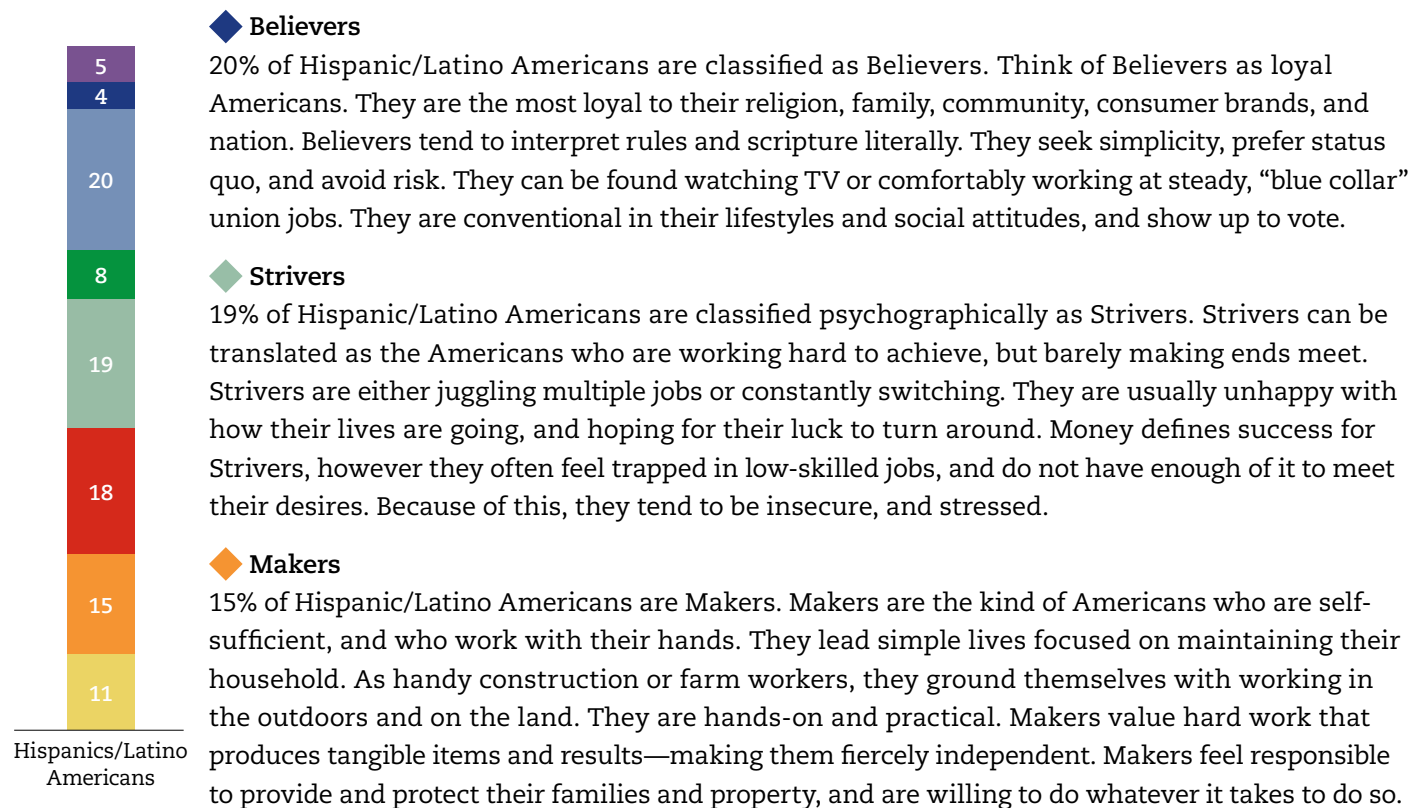 5
4
20
8
19
18
15
11
Hispanics/Latino
Americans
Believers
20% of Hispanic/Latino Americans are classified as Believers. Think of Believers as loyal
Americans. They are the most loyal to their religion, family, community, consumer brands, and
nation. Believers tend to interpret rules and scripture literally. They seek simplicity, prefer status
quo, and avoid risk. They can be found watching TV or comfortably working at steady, “blue collar”
union jobs. They are conventional in their lifestyles and social attitudes, and show up to vote.
Strivers
19% of Hispanic/Latino Americans are classified psychographically as Strivers. Strivers can be
translated as the Americans who are working hard to achieve, but barely making ends meet.
Strivers are either juggling multiple jobs or constantly switching. They are usually unhappy with
how their lives are going, and hoping for their luck to turn around. Money defines success for
Strivers, however they often feel trapped in low-skilled jobs, and do not have enough of it to meet
their desires. Because of this, they tend to be insecure, and stressed.
Makers
15% of Hispanic/Latino Americans are Makers. Makers are the kind of Americans who are self-
sufficient, and who work with their hands. They lead simple lives focused on maintaining their
household. As handy construction or farm workers, they ground themselves with working in
the outdoors and on the land. They are hands-on and practical. Makers value hard work that
produces tangible items and results—making them fiercely independent. Makers feel responsible
to provide and protect their families and property, and are willing to do whatever it takes to do so.